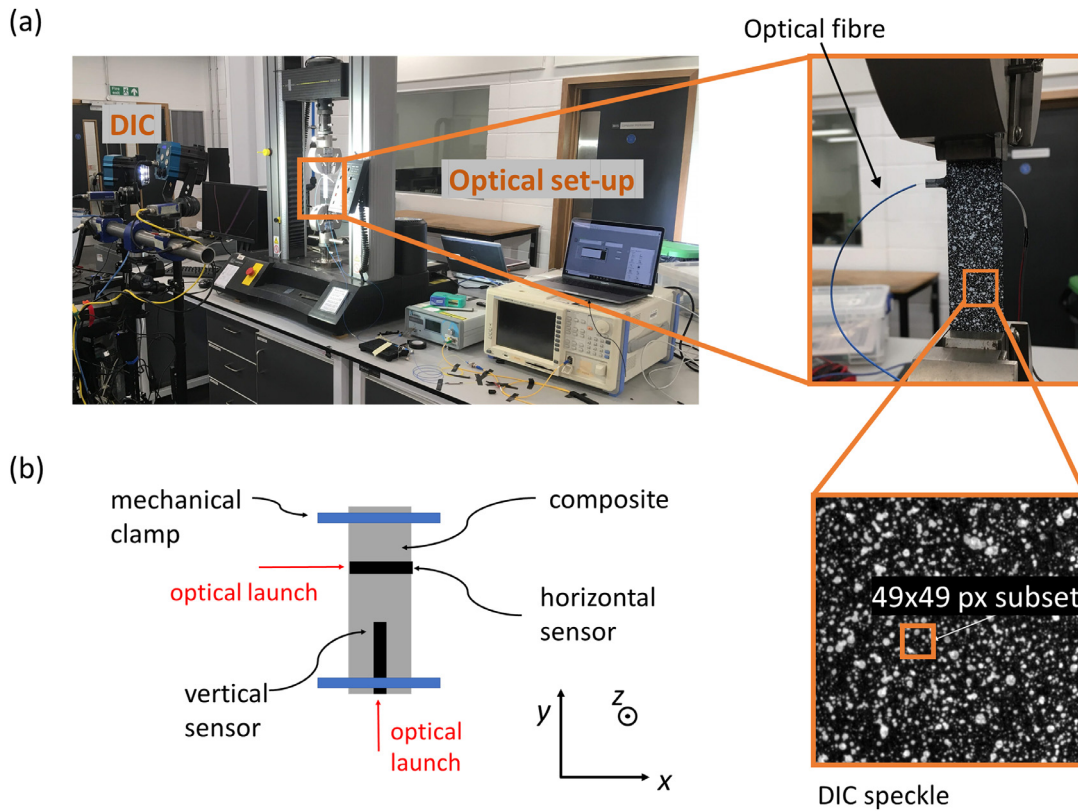 (a)
Optical fibre
DIC
Optical set-up
(b)
mechanical
clamp
composite
optical launch
horizontal
sensor
49x49 px subset
vertical
sensor
optical
launch
y
z
x
DIC speckle